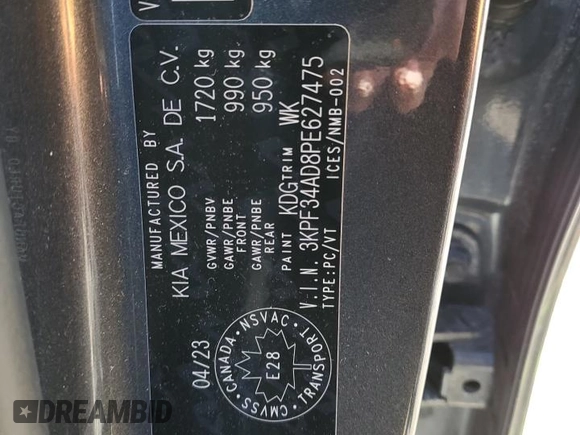 V
MANUFACTURED BY
KIA MEXICO S.A. DE C.V.
GVWR/PNBV 1720 kg
GAWR/PNBE FRONT 990 kg
GAWR/PNBE REAR 950 kg
PAINT KDG TRIM WK
V.I.N. 3KPF34AD8PE627475
TYPE:PC/VT ICES/NMB-002
04/23
CANADA • NSVAC • TRANSPORT • CMVSS
E28
DREAMBID